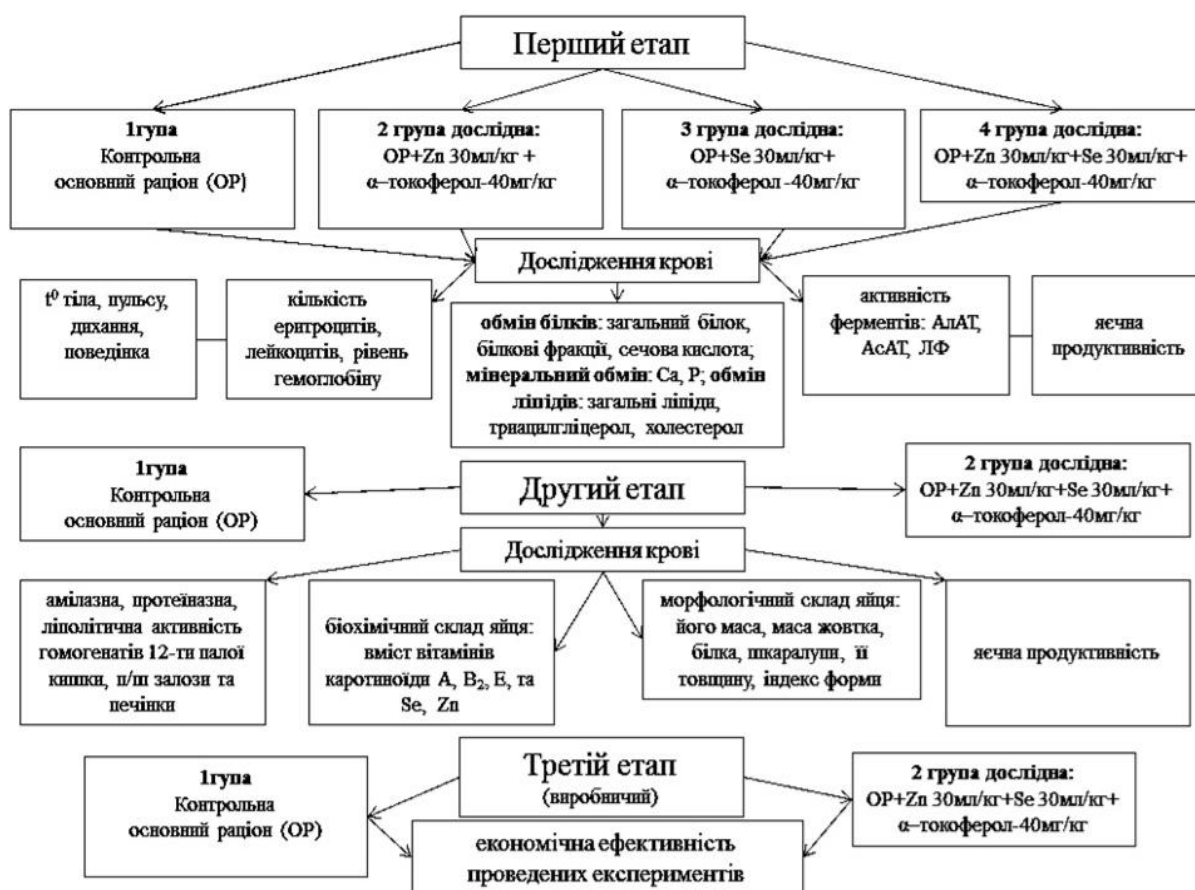 Перший етап
1гупа
Контрольна
основний раціон (ОР)
2 група дослідна:
ОР+Zn 30мл/кг +
α–токоферол-40мг/кг
3 група дослідна:
ОР+Se 30мл/кг+
α–токоферол -40мг/кг
4 група дослідна:
ОР+Zn 30мл/кг+Se 30мл/кг+
α–токоферол-40мг/кг
Дослідження крові
t⁰ тіла, пульсу,
дихання,
поведінка
кількість
еритроцитів,
лейкоцитів, рівень
гемоглобіну
обмін білків: загальний білок,
білкові фракції, сечова кислота;
мінеральний обмін: Ca, P; обмін
ліпідів: загальні ліпіди,
триацилгліцерол, холестерол
активність
ферментів: АлАТ,
АсАТ, ЛФ
яєчна
продуктивність
1гупа
Контрольна
основний раціон (ОР)
Другий етап
2 група дослідна:
ОР+Zn 30мл/кг+Se 30мл/кг+
α–токоферол-40мг/кг
Дослідження крові
амілазна, протеїназна,
ліполітична активність
гомогенатів 12-ти палої
кишки, п/ш залози та
печінки
біохімічний склад яйця:
вміст вітамінів
каротиноїди А, В₂, Е, та
Se, Zn
морфологічний склад яйця:
його маса, маса жовтка,
білка, шкаралупи, її
товщину, індекс форми
яєчна продуктивність
1гупа
Контрольна
основний раціон (ОР)
Третій етап
(виробничий)
2 група дослідна:
ОР+Zn 30мл/кг+Se 30мл/кг+
α–токоферол-40мг/кг
економічна ефективність
проведених експериментів